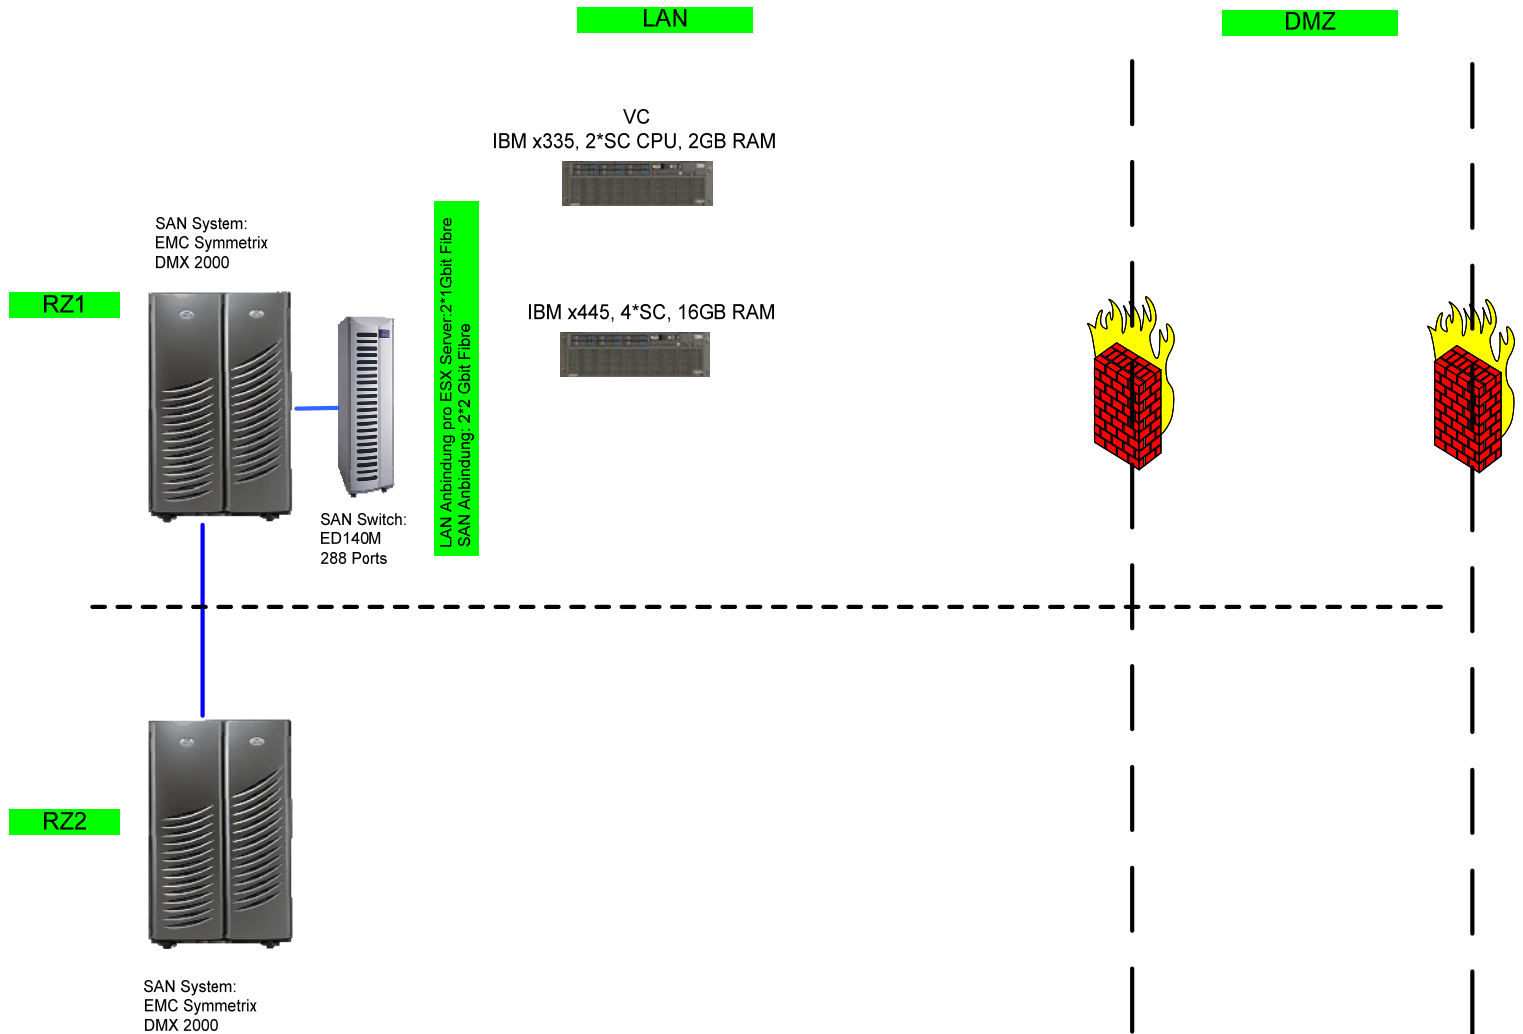 LAN
DMZ
VC
IBM x335, 2*SC CPU, 2GB RAM
SAN System:
EMC Symmetrix
DMX 2000
RZ1
LAN Anbindung pro ESX Server:2*1Gbit Fibre
SAN Anbindung: 2*2 Gbit Fibre
IBM x445, 4*SC, 16GB RAM
SAN Switch:
ED140M
288 Ports
RZ2
SAN System:
EMC Symmetrix
DMX 2000